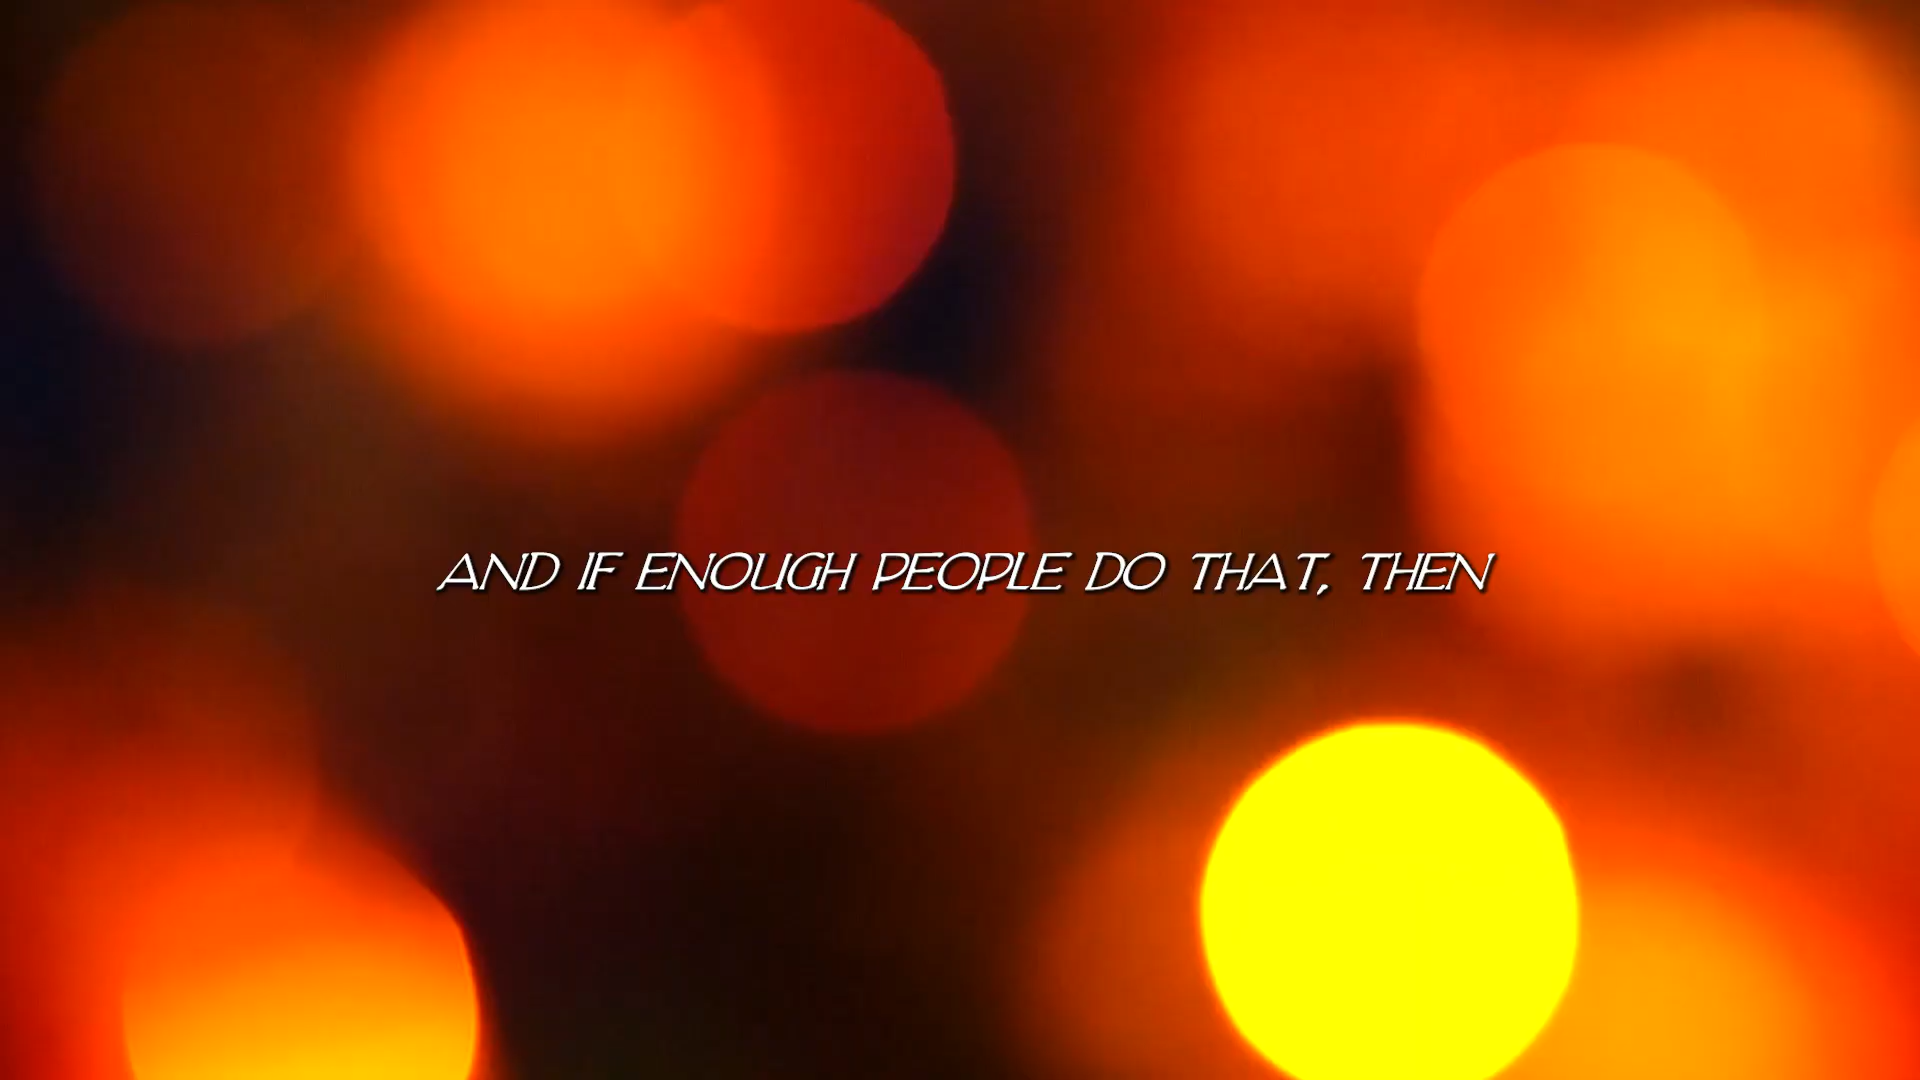 AND IF ENOUGH PEOPLE DO THAT, THEN